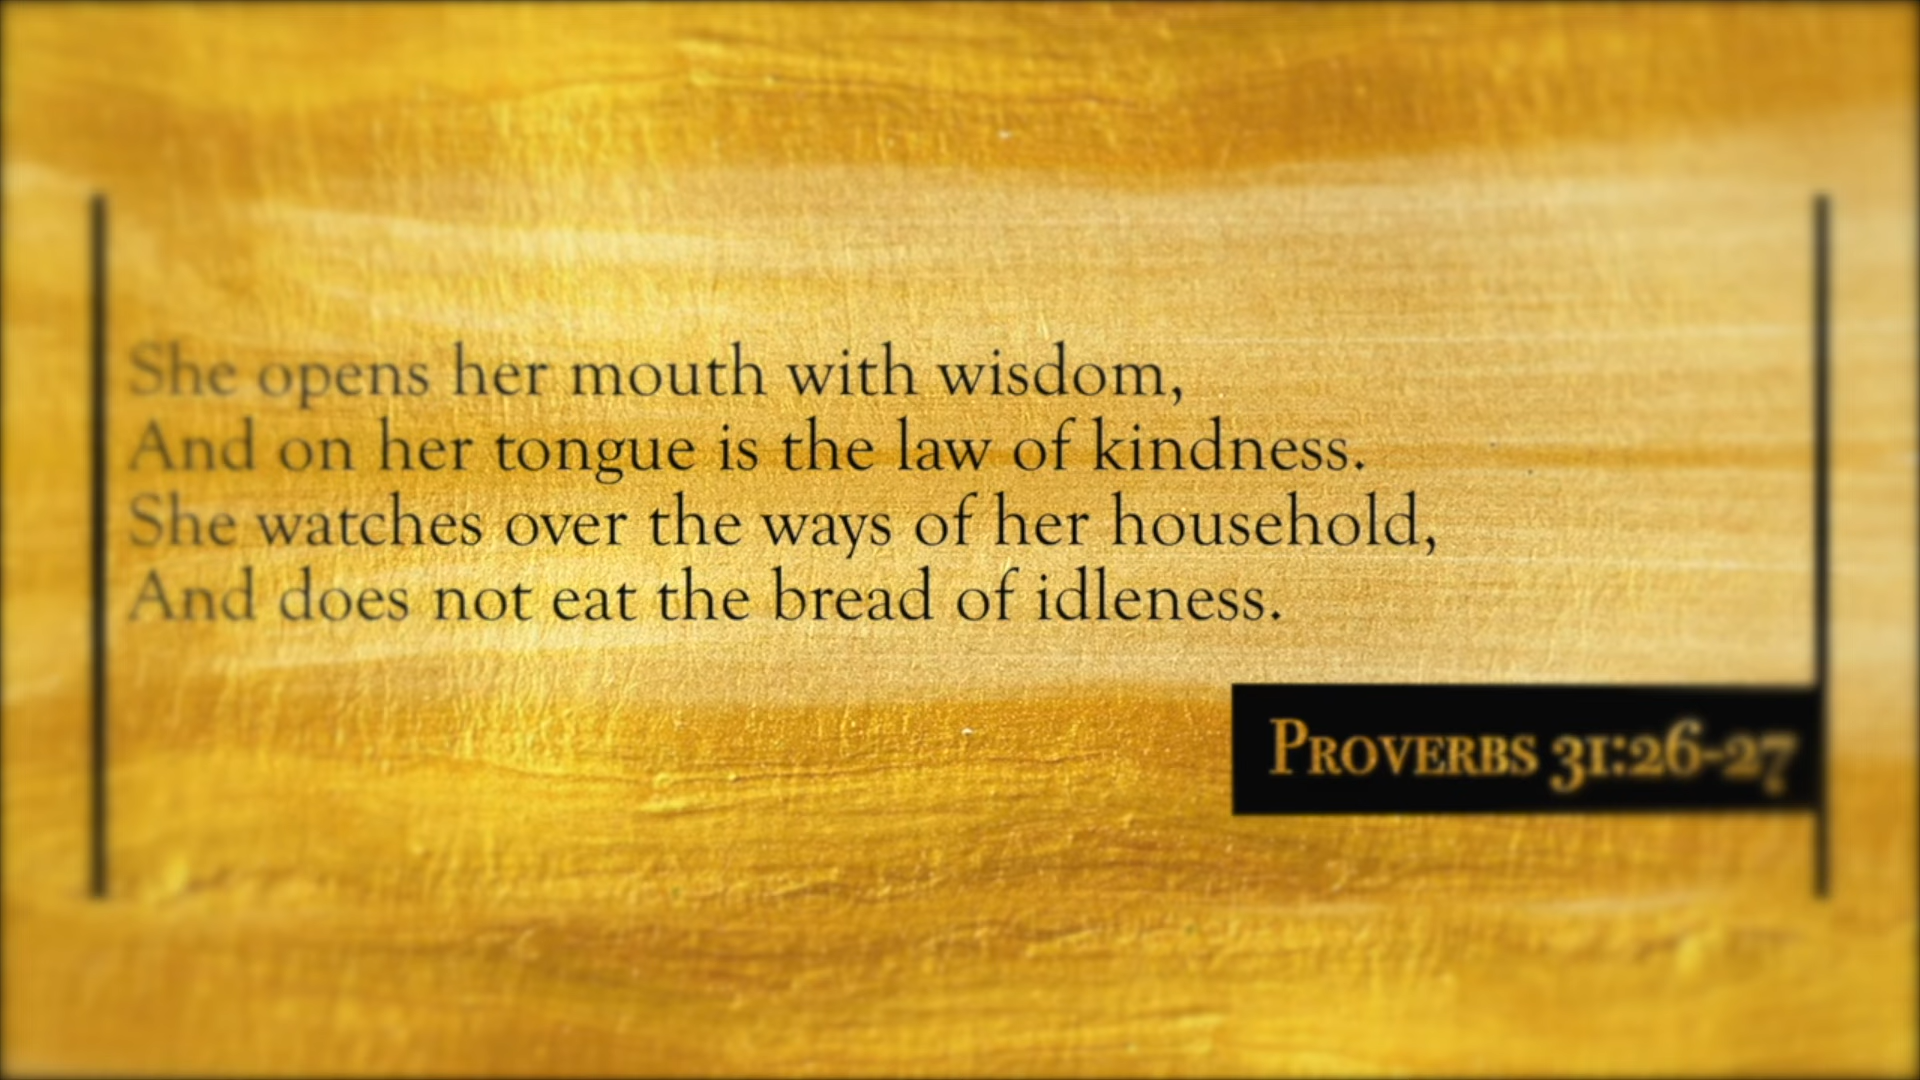 She opens her mouth with wisdom,
And on her tongue is the law of kindness.
She watches over the ways of her household,
And does not eat the bread of idleness.
Proverbs 31:26-27